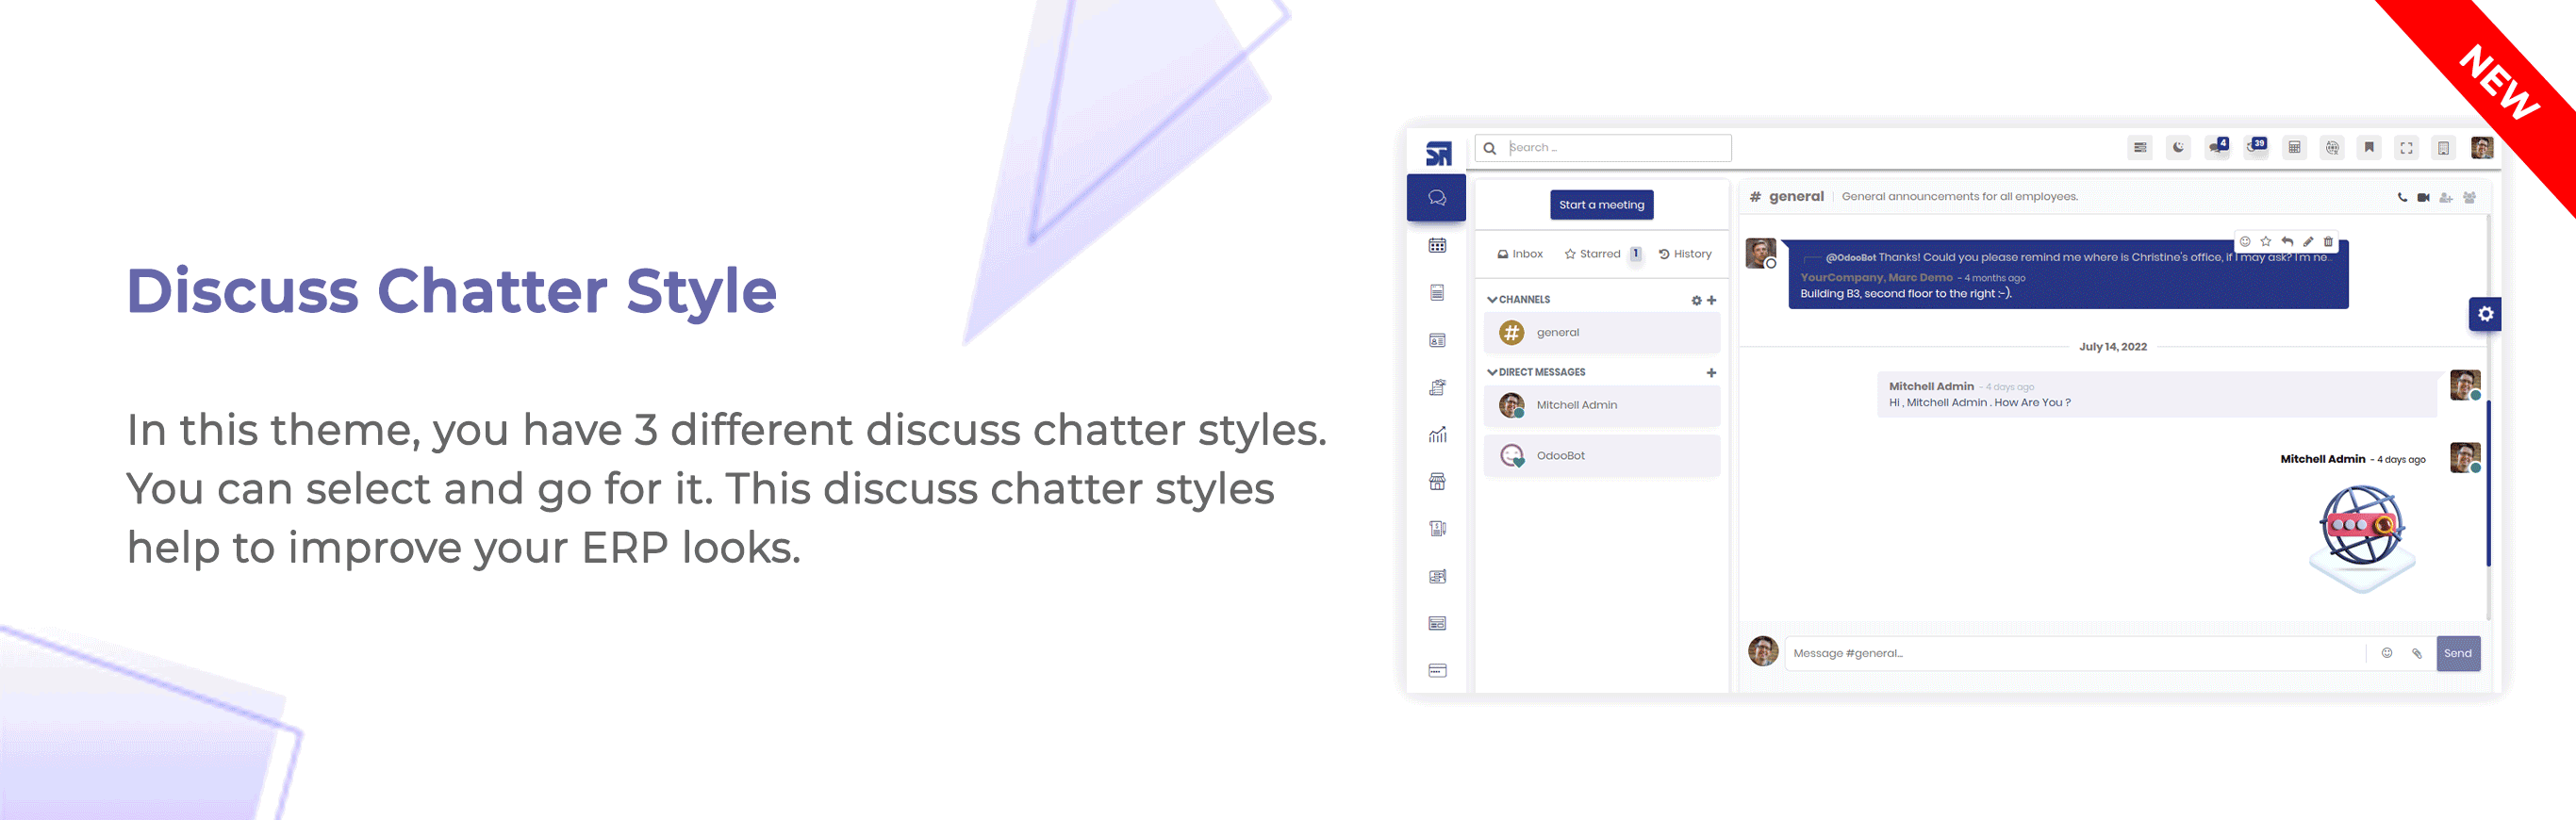 NEW
Discuss Chatter Style
In this theme, you have 3 different discuss chatter styles.
You can select and go for it. This discuss chatter styles
help to improve your ERP looks.
Search ...
4
39
Start a meeting
Inbox
Starred
1
History
CHANNELS
general
DIRECT MESSAGES
Mitchell Admin
OdooBot
# general
General announcements for all employees.
@OdooBot Thanks! Could you please remind me where is Christine's office, if I may ask? I'm ne...
YourCompany, Marc Demo - 4 months ago
Building B3, second floor to the right :-).
July 14, 2022
Mitchell Admin - 4 days ago
Hi , Mitchell Admin . How Are You ?
Mitchell Admin - 4 days ago
Message #general...
Send